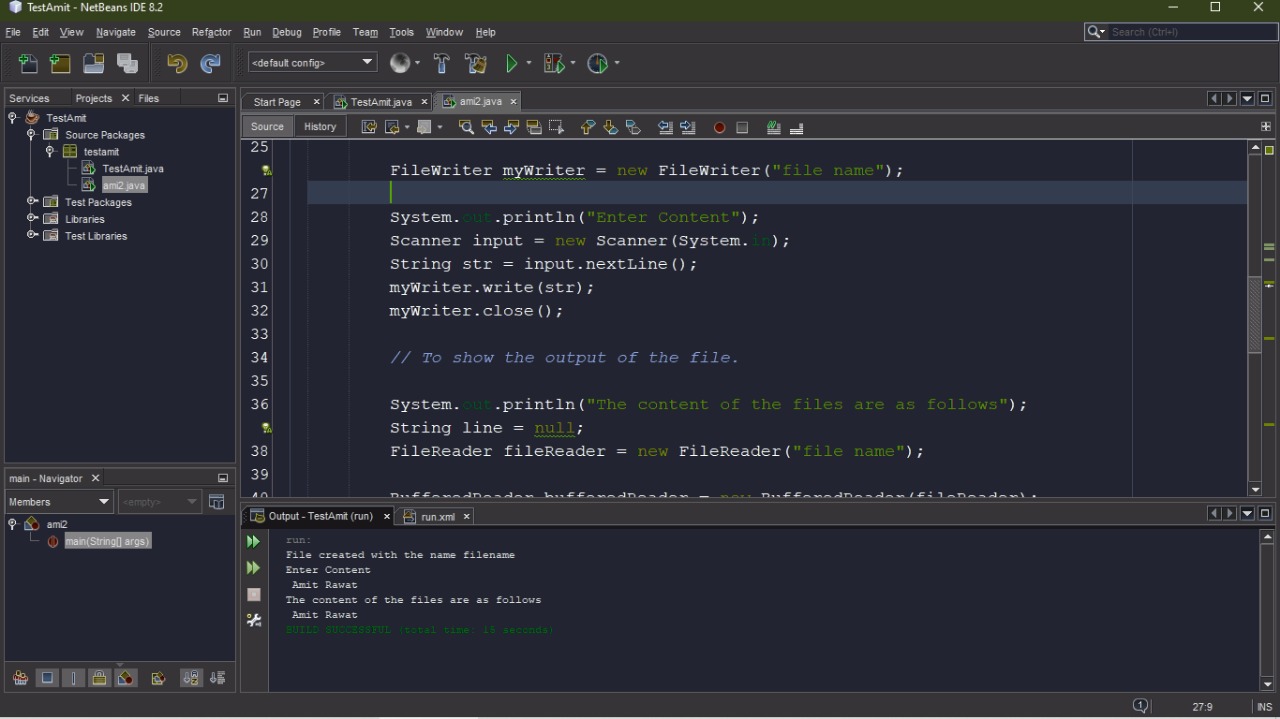 TestAmit - NetBeans IDE 8.2
File Edit View Navigate Source Refactor Run Debug Profile Team Tools Window Help
Search (Ctrl+I)
<default config>
Services Projects Files
TestAmit
Source Packages
testamit
TestAmit.java
ami2.java
Test Packages
Libraries
Test Libraries
main - Navigator
Members <empty>
ami2
main(String[] args)
Start Page TestAmit.java ami2.java
Source History
25
FileWriter myWriter = new FileWriter("file name");
27
28 System.out.println("Enter Content");
29 Scanner input = new Scanner(System.in);
30 String str = input.nextLine();
31 myWriter.write(str);
32 myWriter.close();
33
34 // To show the output of the file.
35
36 System.out.println("The content of the files are as follows");
String line = null;
38 FileReader fileReader = new FileReader("file name");
39
40 BufferedReader bufferedReader = new BufferedReader(fileReader);
Output - TestAmit (run) run.xml
run:
File created with the name filename
Enter Content
Amit Rawat
The content of the files are as follows
Amit Rawat
BUILD SUCCESSFUL (total time: 16 seconds)
1 27:9 INS